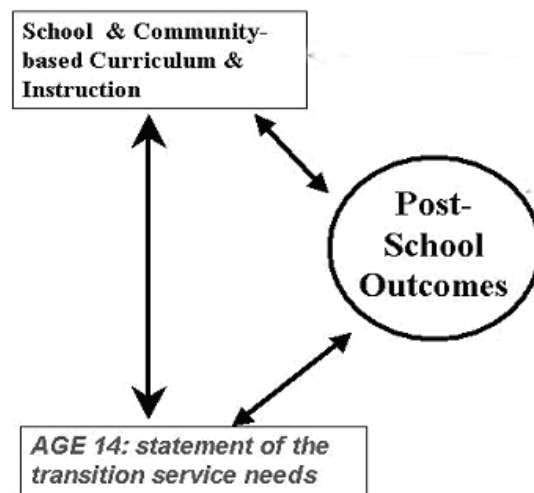 School & Community-
based Curriculum &
Instruction
Post-
School
Outcomes
AGE 14: statement of the
transition service needs